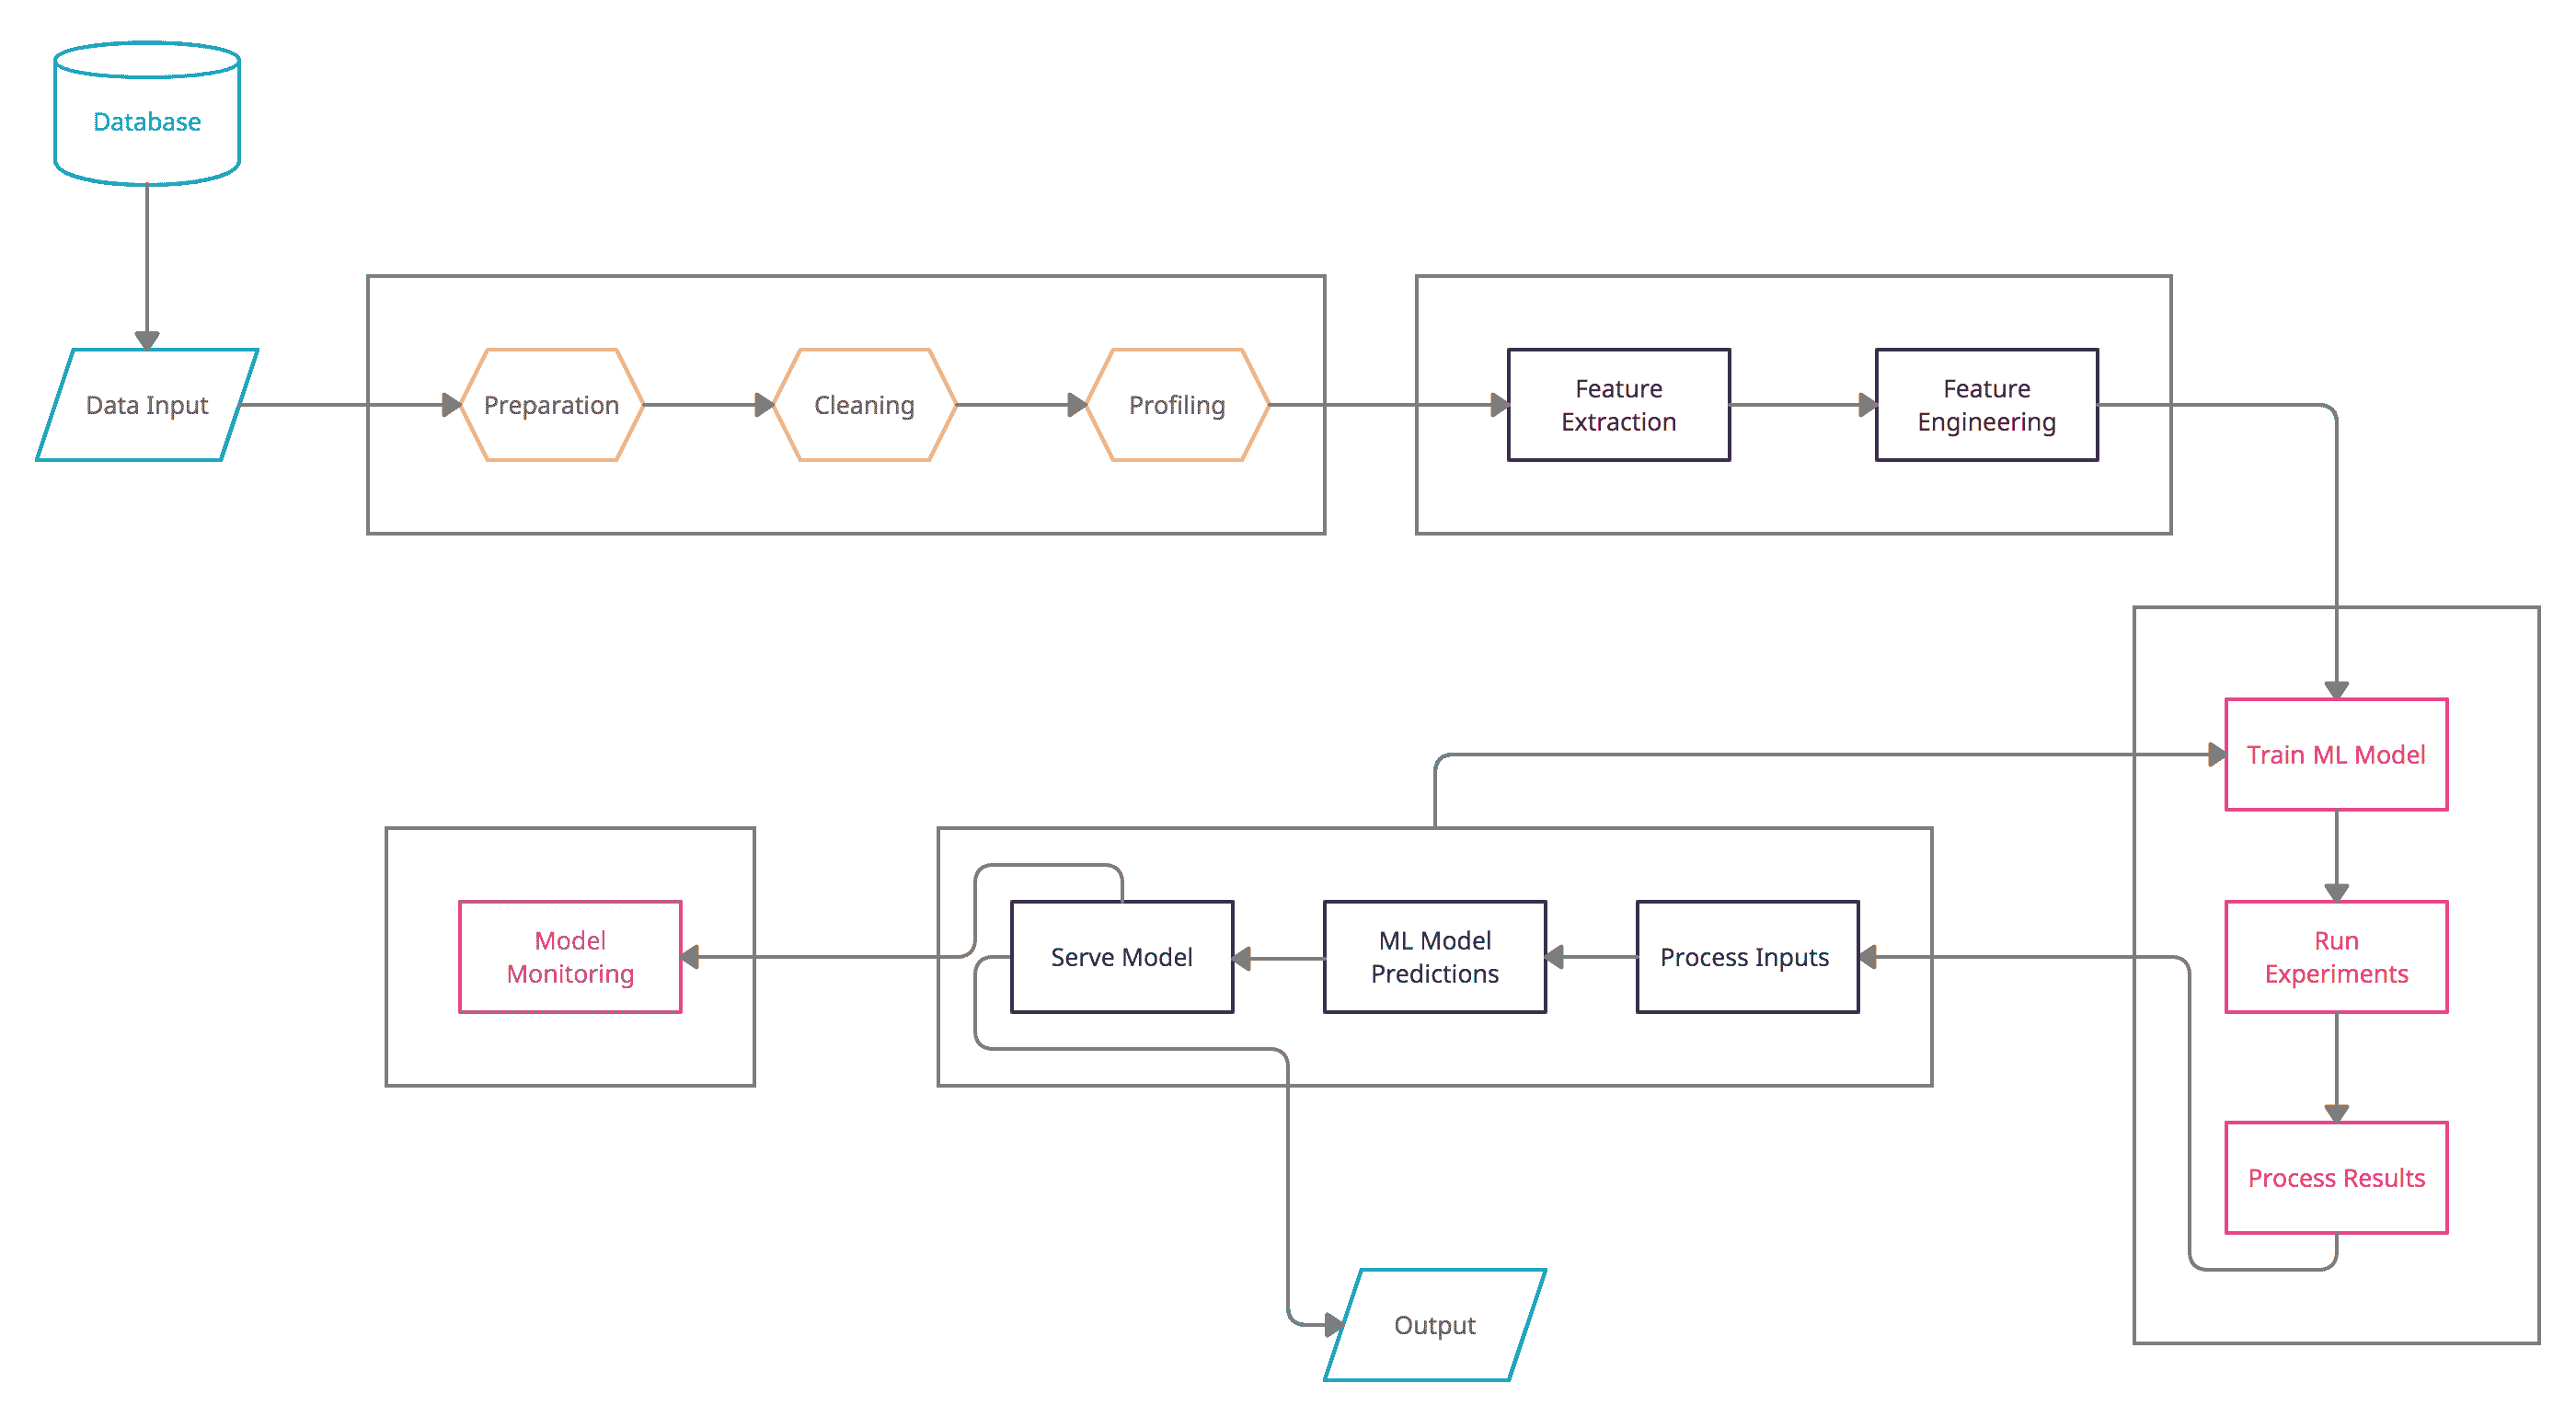 Database
Data Input
Preparation
Cleaning
Profiling
Feature
Extraction
Feature
Engineering
Train ML Model
Run
Experiments
Process Results
Process Inputs
ML Model
Predictions
Serve Model
Model
Monitoring
Output